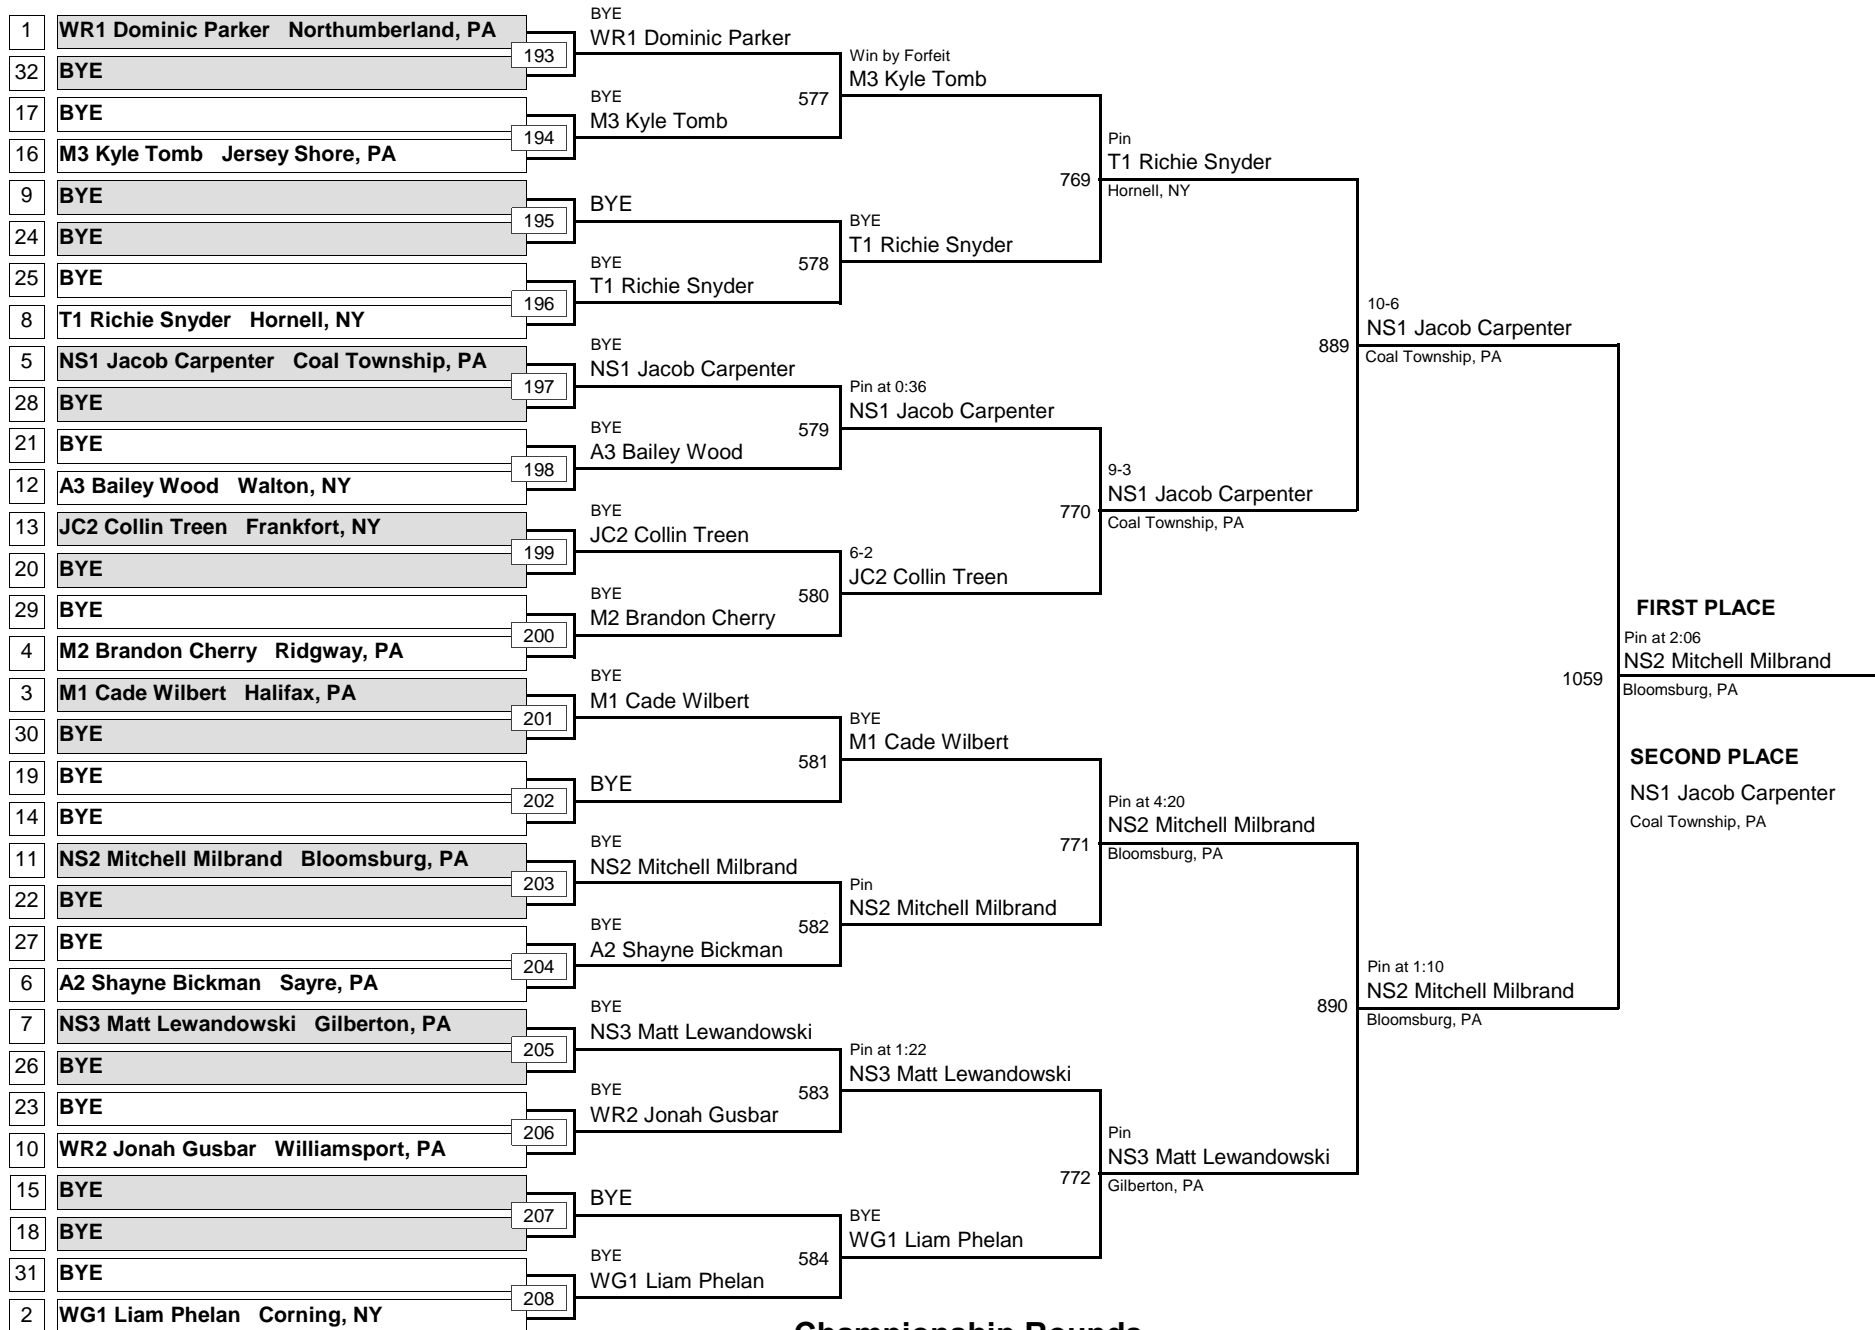 1 WR1 Dominic Parker Northumberland, PA
32 BYE
193
17 BYE
16 M3 Kyle Tomb Jersey Shore, PA
194
9 BYE
24 BYE
195
25 BYE
8 T1 Richie Snyder Hornell, NY
196
5 NS1 Jacob Carpenter Coal Township, PA
28 BYE
197
21 BYE
12 A3 Bailey Wood Walton, NY
198
13 JC2 Collin Treen Frankfort, NY
20 BYE
199
29 BYE
4 M2 Brandon Cherry Ridgway, PA
200
3 M1 Cade Wilbert Halifax, PA
30 BYE
201
19 BYE
14 BYE
202
11 NS2 Mitchell Milbrand Bloomsburg, PA
22 BYE
203
27 BYE
6 A2 Shayne Bickman Sayre, PA
204
7 NS3 Matt Lewandowski Gilberton, PA
26 BYE
205
23 BYE
10 WR2 Jonah Gusbar Williamsport, PA
206
15 BYE
18 BYE
207
31 BYE
2 WG1 Liam Phelan Corning, NY
208
BYE
WR1 Dominic Parker
577
BYE
M3 Kyle Tomb
BYE
578
BYE
T1 Richie Snyder
BYE
NS1 Jacob Carpenter
579
BYE
A3 Bailey Wood
BYE
JC2 Collin Treen
580
BYE
M2 Brandon Cherry
BYE
M1 Cade Wilbert
581
BYE
BYE
NS2 Mitchell Milbrand
582
BYE
A2 Shayne Bickman
BYE
NS3 Matt Lewandowski
583
BYE
WR2 Jonah Gusbar
BYE
584
BYE
WG1 Liam Phelan
Win by Forfeit
M3 Kyle Tomb
769
BYE
T1 Richie Snyder
Pin at 0:36
NS1 Jacob Carpenter
770
6-2
JC2 Collin Treen
BYE
M1 Cade Wilbert
771
Pin
NS2 Mitchell Milbrand
Pin at 1:22
NS3 Matt Lewandowski
772
BYE
WG1 Liam Phelan
Pin
T1 Richie Snyder
Hornell, NY
889
9-3
NS1 Jacob Carpenter
Coal Township, PA
Pin at 4:20
NS2 Mitchell Milbrand
Bloomsburg, PA
890
Pin
NS3 Matt Lewandowski
Gilberton, PA
10-6
NS1 Jacob Carpenter
Coal Township, PA
1059
Pin at 1:10
NS2 Mitchell Milbrand
Bloomsburg, PA
FIRST PLACE
Pin at 2:06
NS2 Mitchell Milbrand
Bloomsburg, PA
SECOND PLACE
NS1 Jacob Carpenter
Coal Township, PA
Championship Rounds